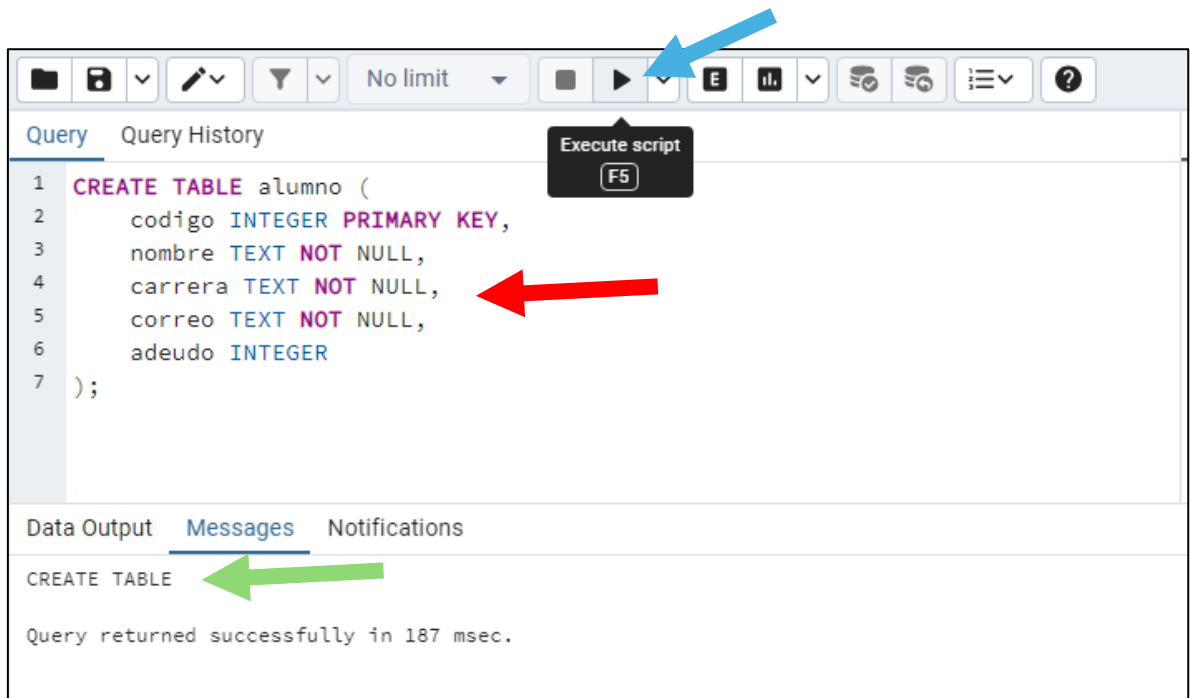 No limit
E
Query Query History
Execute script
F5
1 CREATE TABLE alumno (
2 codigo INTEGER PRIMARY KEY,
3 nombre TEXT NOT NULL,
4 carrera TEXT NOT NULL,
5 correo TEXT NOT NULL,
6 adeudo INTEGER
7 );
Data Output Messages Notifications
CREATE TABLE
Query returned successfully in 187 msec.